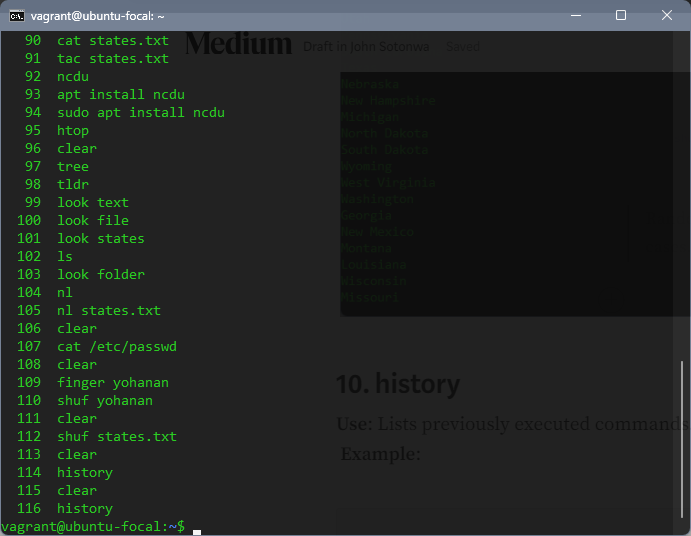 vagrant@ubuntu-focal: ~
90 cat states.txt
91 tac states.txt
92 ncdu
93 apt install ncdu
94 sudo apt install ncdu
95 htop
96 clear
97 tree
98 tldr
99 look text
100 look file
101 look states
102 ls
103 look folder
104 nl
105 nl states.txt
106 clear
107 cat /etc/passwd
108 clear
109 finger yohanan
110 shuf yohanan
111 clear
112 shuf states.txt
113 clear
114 history
115 clear
116 history
vagrant@ubuntu-focal:~$
Medium Draft in John Sotonwa Saved
Nebraska
New Hampshire
Michigan
North Dakota
South Dakota
Wyoming
West Virginia
Washington
Georgia
New Mexico
Montana
Louisiana
Wisconsin
Missouri
10. history
Use: Lists previously executed commands
Example: